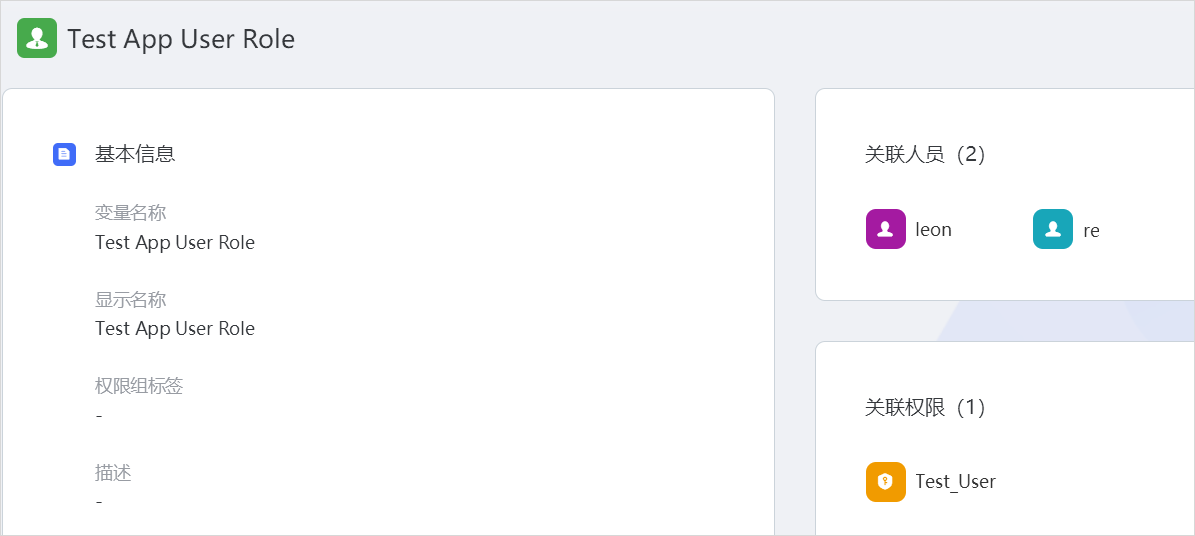 Test App User Role
基本信息
变量名称
Test App User Role
显示名称
Test App User Role
权限组标签
-
描述
-
关联人员（2）
leon
re
关联权限（1）
Test_User